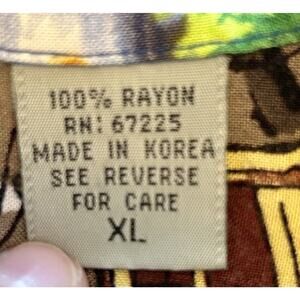 100% RAYON
RN: 67225
MADE IN KOREA
SEE REVERSE
FOR CARE
XL